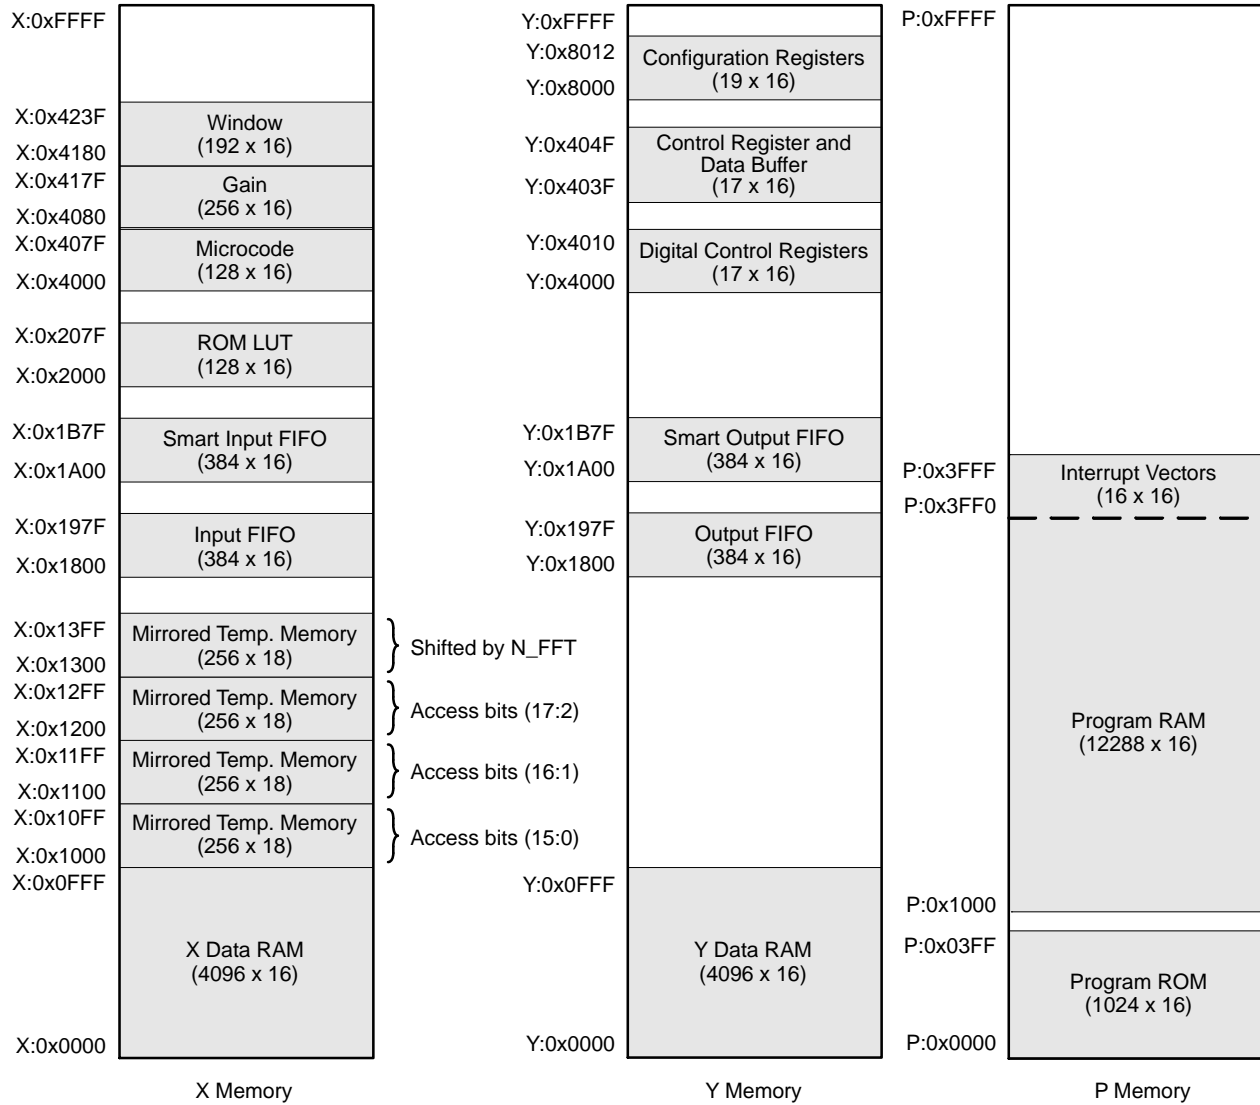 X:0xFFFF
Window
(192 x 16)
X:0x423F
X:0x4180
Gain
(256 x 16)
X:0x417F
X:0x4080
Microcode
(128 x 16)
X:0x407F
X:0x4000
ROM LUT
(128 x 16)
X:0x207F
X:0x2000
Smart Input FIFO
(384 x 16)
X:0x1B7F
X:0x1A00
Input FIFO
(384 x 16)
X:0x197F
X:0x1800
Mirrored Temp. Memory
(256 x 18)
X:0x13FF
X:0x1300
Shifted by N_FFT
Mirrored Temp. Memory
(256 x 18)
X:0x12FF
X:0x1200
Access bits (17:2)
Mirrored Temp. Memory
(256 x 18)
X:0x11FF
X:0x1100
Access bits (16:1)
Mirrored Temp. Memory
(256 x 18)
X:0x10FF
X:0x1000
Access bits (15:0)
X:0x0FFF
X Data RAM
(4096 x 16)
X:0x0000
X Memory
Y:0xFFFF
Y:0x8012
Configuration Registers
(19 x 16)
Y:0x8000
Y:0x404F
Control Register and
Data Buffer
(17 x 16)
Y:0x403F
Y:0x4010
Digital Control Registers
(17 x 16)
Y:0x4000
Y:0x1B7F
Smart Output FIFO
(384 x 16)
Y:0x1A00
Y:0x197F
Output FIFO
(384 x 16)
Y:0x1800
Y:0x0FFF
Y Data RAM
(4096 x 16)
Y:0x0000
Y Memory
P:0xFFFF
P:0x3FFF
Interrupt Vectors
(16 x 16)
P:0x3FF0
Program RAM
(12288 x 16)
P:0x1000
P:0x03FF
Program ROM
(1024 x 16)
P:0x0000
P Memory